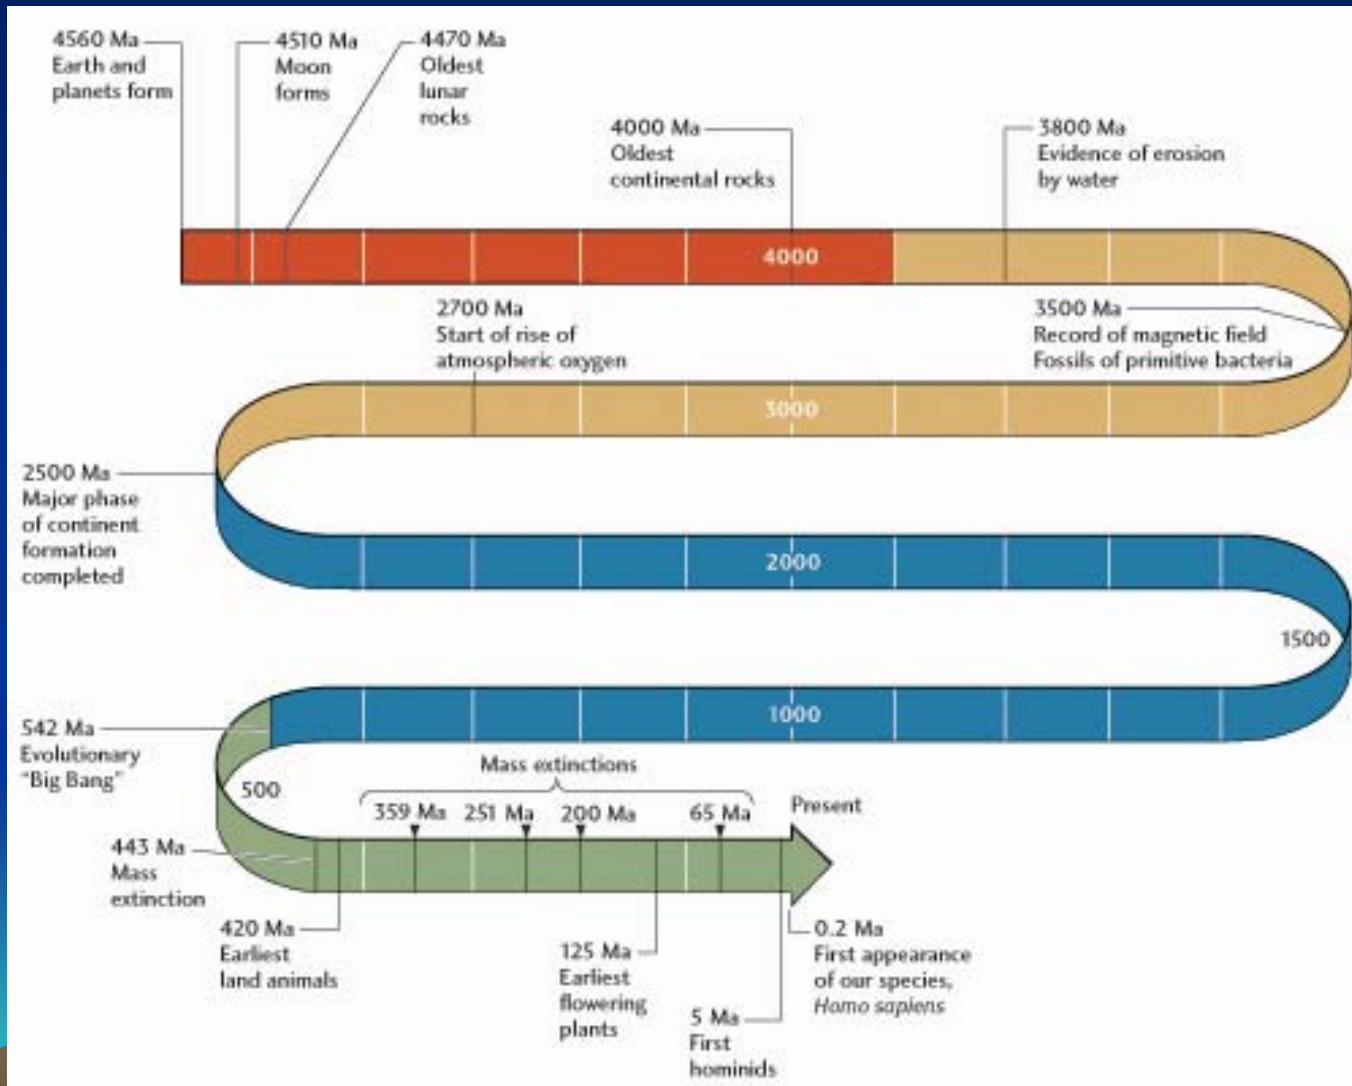 4560 Ma
Earth and
planets form
4510 Ma
Moon
forms
4470 Ma
Oldest
lunar
rocks
4000 Ma
Oldest
continental rocks
3800 Ma
Evidence of erosion
by water
4000
2700 Ma
Start of rise of
atmospheric oxygen
3500 Ma
Record of magnetic field
Fossils of primitive bacteria
3000
2500 Ma
Major phase
of continent
formation
completed
2000
1500
1000
542 Ma
Evolutionary
"Big Bang"
500
Mass extinctions
359 Ma
251 Ma
200 Ma
65 Ma
Present
443 Ma
Mass
extinction
420 Ma
Earliest
land animals
125 Ma
Earliest
flowering
plants
5 Ma
First
hominids
0.2 Ma
First appearance
of our species,
Homo sapiens